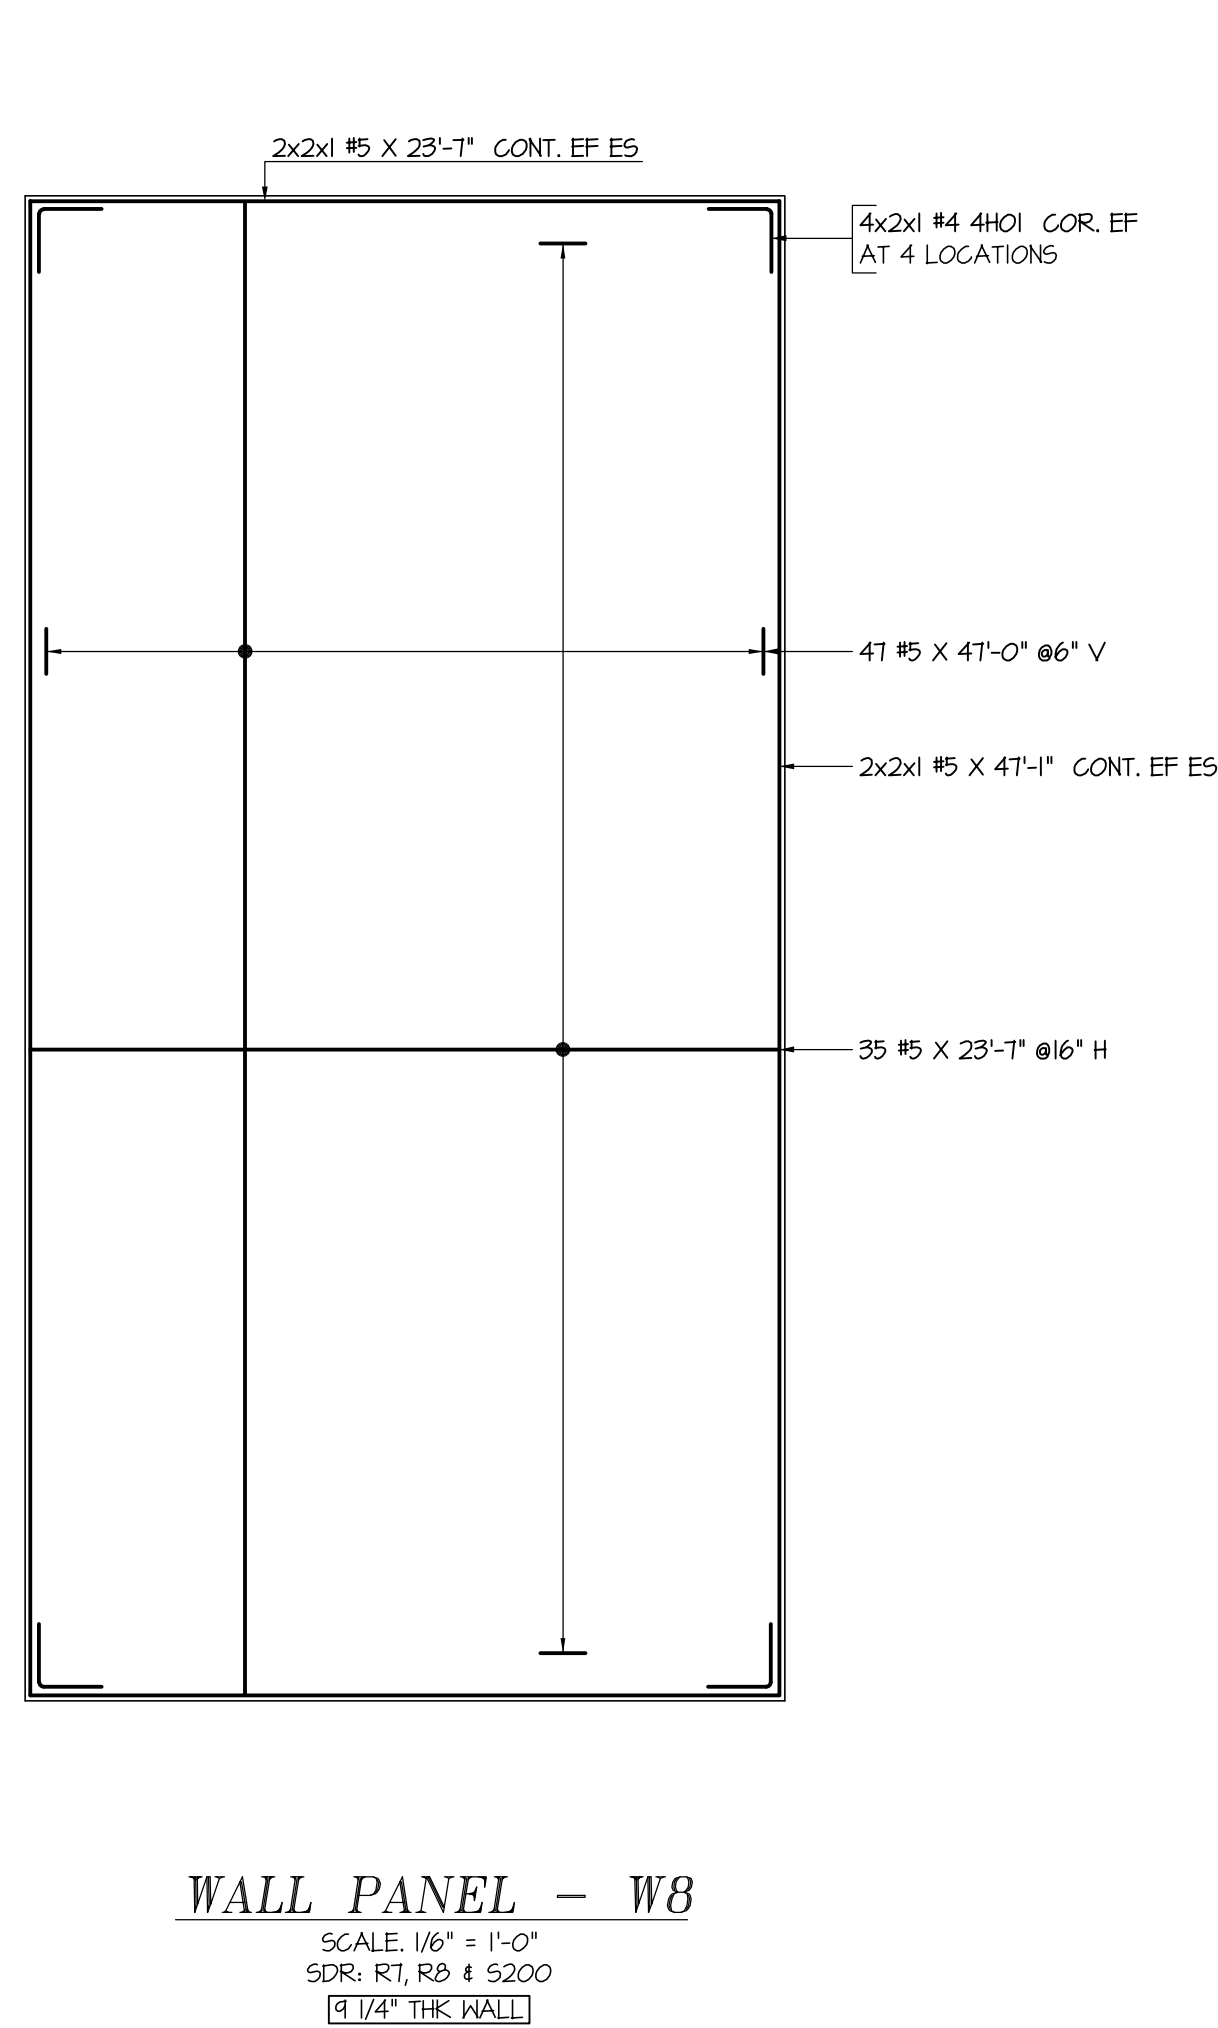 2x2x1 #5 X 23'-7" CONT. EF ES
4x2x1 #4 4H01 COR. EF
AT 4 LOCATIONS
47 #5 X 47'-0" @6" V
2x2x1 #5 X 47'-1" CONT. EF ES
35 #5 X 23'-7" @16" H
WALL PANEL - W8
SCALE. 1/6" = 1'-0"
SDR: R7, R8 & S200
9 1/4" THK WALL